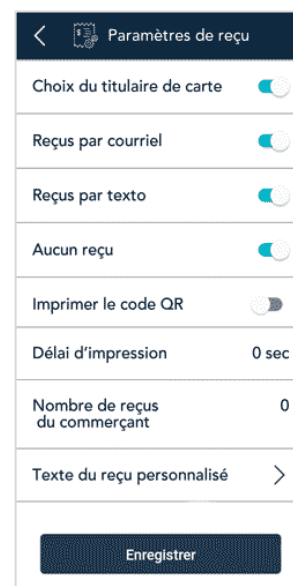 Paramètres de reçu
Choix du titulaire de carte
Reçus par courriel
Reçus par texto
Aucun reçu
Imprimer le code QR
Délai d'impression 0 sec
Nombre de reçus 0
du commerçant
Texte du reçu personnalisé
Enregistrer